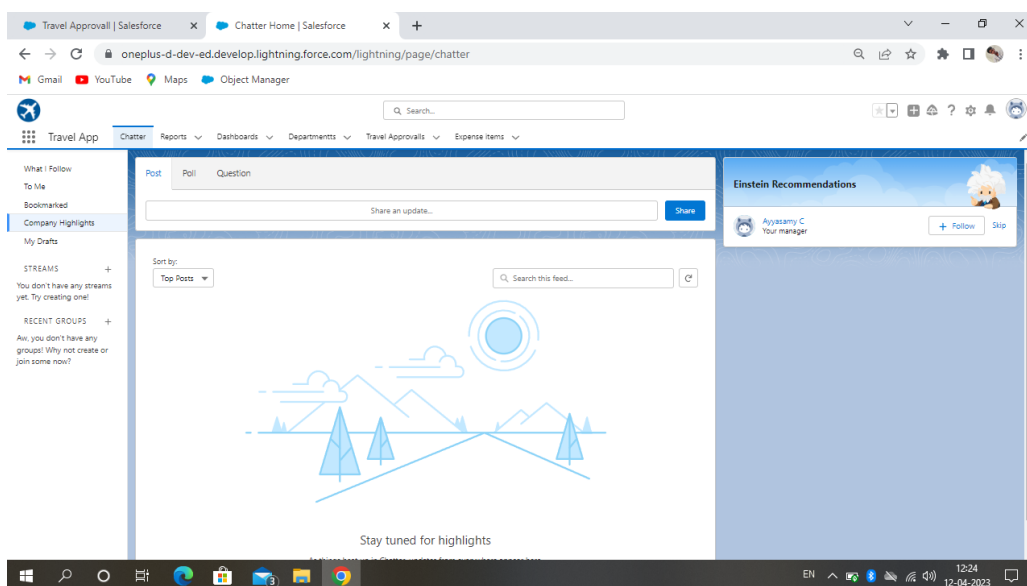 Travel Approvall | Salesforce
Chatter Home | Salesforce
oneplus-d-dev-ed.develop.lightning.force.com/lightning/page/chatter
Gmail YouTube Maps Object Manager
Search...
Travel App Chatter Reports Dashboards Departmentts Travel Approvalls Expense items
What I Follow
To Me
Bookmarked
Company Highlights
My Drafts
STREAMS
You don't have any streams
yet. Try creating one!
RECENT GROUPS
Aw, you don't have any
groups! Why not create or
join some now?
Post Poll Question
Share an update...
Share
Sort by:
Top Posts
Search this feed...
Stay tuned for highlights
Einstein Recommendations
Ayyasamy C
Your manager
Follow
Skip
3
EN
12:24
12-04-2023